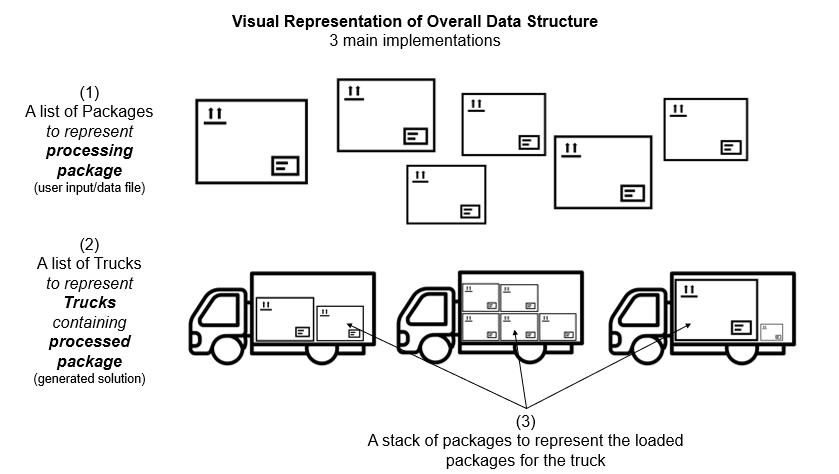 Visual Representation of Overall Data Structure
3 main implementations
(1)
A list of Packages
to represent
processing
package
(user input/data file)
(2)
A list of Trucks
to represent
Trucks
containing
processed
package
(generated solution)
(3)
A stack of packages to represent the loaded
packages for the truck